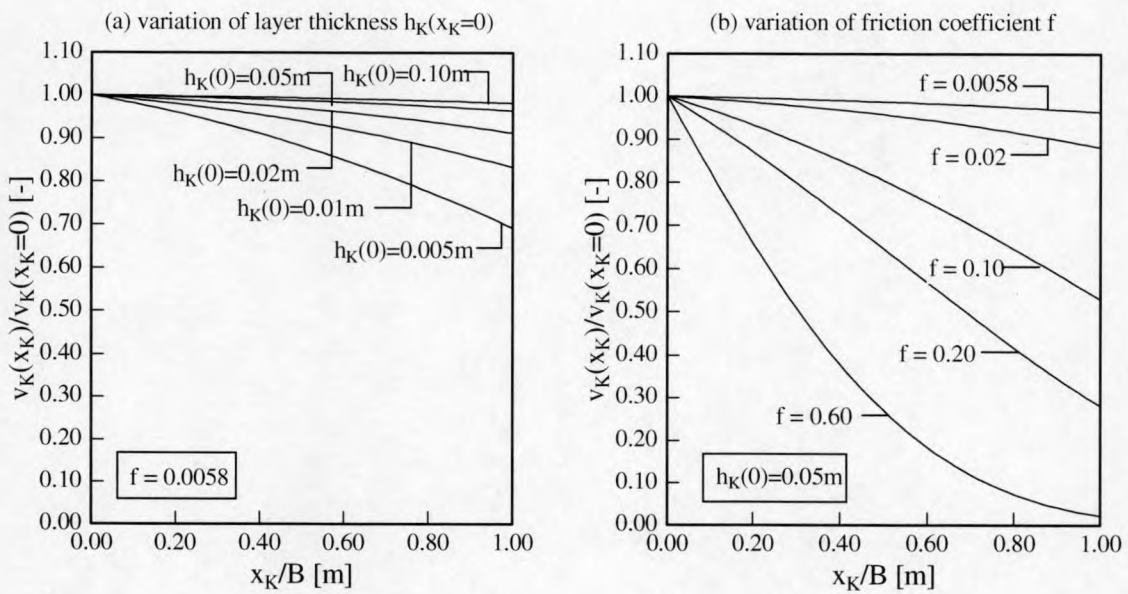 (a) variation of layer thickness hK(xK=0)
vK(xK)/vK(xK=0) [-]
1.10
1.00
0.90
0.80
0.70
0.60
0.50
0.40
0.30
0.20
0.10
0.00
hK(0)=0.05m
hK(0)=0.10m
hK(0)=0.02m
hK(0)=0.01m
hK(0)=0.005m
f = 0.0058
0.00 0.20 0.40 0.60 0.80 1.00
xK/B [m]
(b) variation of friction coefficient f
vK(xK)/vK(xK=0) [-]
1.10
1.00
0.90
0.80
0.70
0.60
0.50
0.40
0.30
0.20
0.10
0.00
f = 0.0058
f = 0.02
f = 0.10
f = 0.20
f = 0.60
hK(0)=0.05m
0.00 0.20 0.40 0.60 0.80 1.00
xK/B [m]